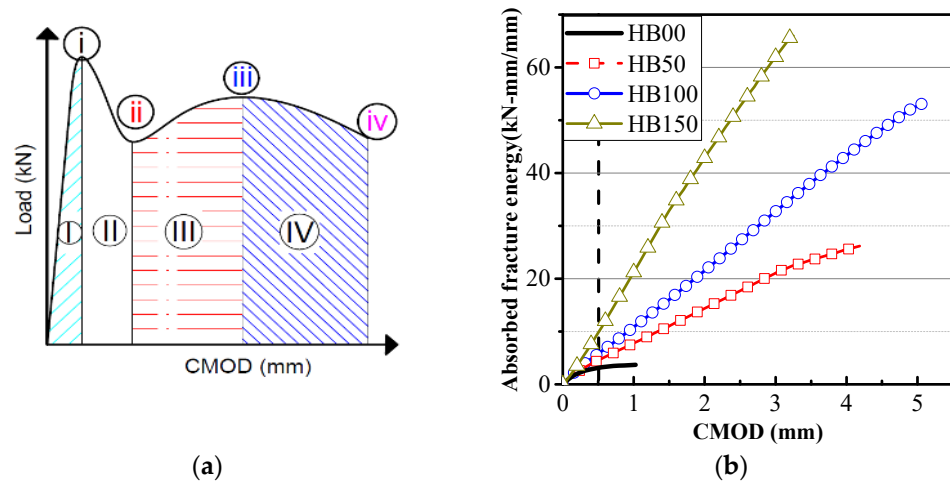 i
ii
iii
iv
I
II
III
IV
Load (kN)
CMOD (mm)
(a)
HB00
HB50
HB100
HB150
Absorbed fracture energy(kN-mm/mm)
60
40
20
0
0 1 2 3 4 5
CMOD (mm)
(b)